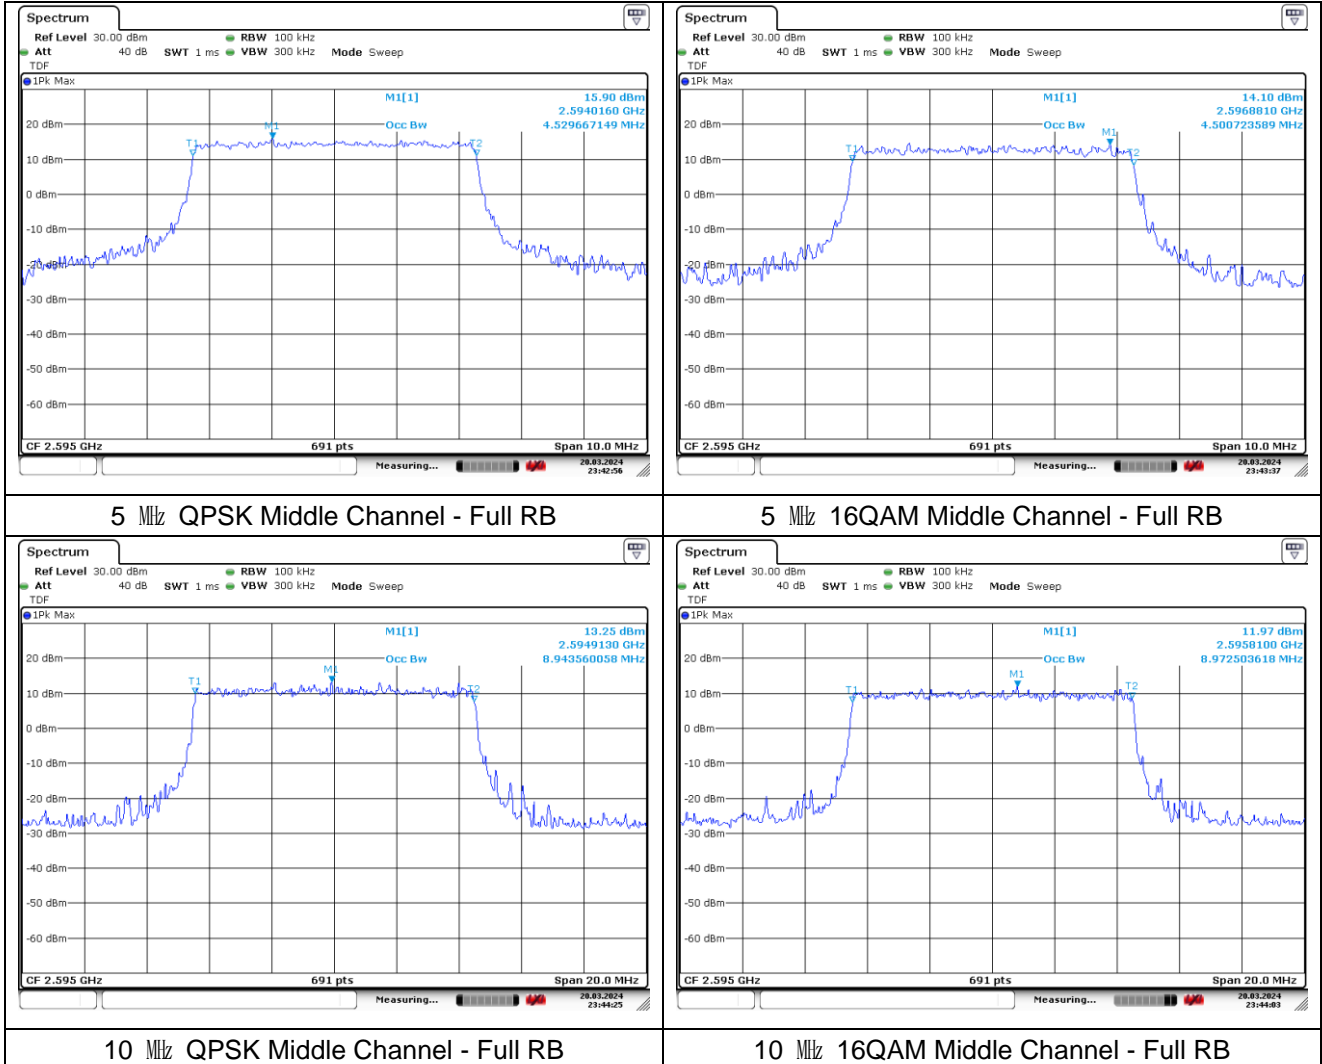 Spectrum
Ref Level 30.00 dBm RBW 100 kHz
Att 40 dB SWT 1 ms VBW 300 kHz Mode Sweep
TDF
1Pk Max
M1[1] 15.90 dBm
2.5940160 GHz
Occ Bw 4.529667149 MHz
20 dBm
M1
T1
T2
10 dBm
0 dBm
-10 dBm
-20 dBm
-30 dBm
-40 dBm
-50 dBm
-60 dBm
CF 2.595 GHz 691 pts Span 10.0 MHz
Measuring... 20.03.2024
23:42:56
5 ㎒ QPSK Middle Channel - Full RB
Spectrum
Ref Level 30.00 dBm RBW 100 kHz
Att 40 dB SWT 1 ms VBW 300 kHz Mode Sweep
TDF
1Pk Max
M1[1] 14.10 dBm
2.5968810 GHz
Occ Bw 4.500723589 MHz
20 dBm
M1
T1
T2
10 dBm
0 dBm
-10 dBm
-20 dBm
-30 dBm
-40 dBm
-50 dBm
-60 dBm
CF 2.595 GHz 691 pts Span 10.0 MHz
Measuring... 20.03.2024
23:43:37
5 ㎒ 16QAM Middle Channel - Full RB
Spectrum
Ref Level 30.00 dBm RBW 100 kHz
Att 40 dB SWT 1 ms VBW 300 kHz Mode Sweep
TDF
1Pk Max
M1[1] 13.25 dBm
2.5949130 GHz
Occ Bw 8.943560058 MHz
20 dBm
M1
T1
T2
10 dBm
0 dBm
-10 dBm
-20 dBm
-30 dBm
-40 dBm
-50 dBm
-60 dBm
CF 2.595 GHz 691 pts Span 20.0 MHz
Measuring... 20.03.2024
23:44:25
10 ㎒ QPSK Middle Channel - Full RB
Spectrum
Ref Level 30.00 dBm RBW 100 kHz
Att 40 dB SWT 1 ms VBW 300 kHz Mode Sweep
TDF
1Pk Max
M1[1] 11.97 dBm
2.5958100 GHz
Occ Bw 8.972503618 MHz
20 dBm
M1
T1
T2
10 dBm
0 dBm
-10 dBm
-20 dBm
-30 dBm
-40 dBm
-50 dBm
-60 dBm
CF 2.595 GHz 691 pts Span 20.0 MHz
Measuring... 20.03.2024
23:44:03
10 ㎒ 16QAM Middle Channel - Full RB